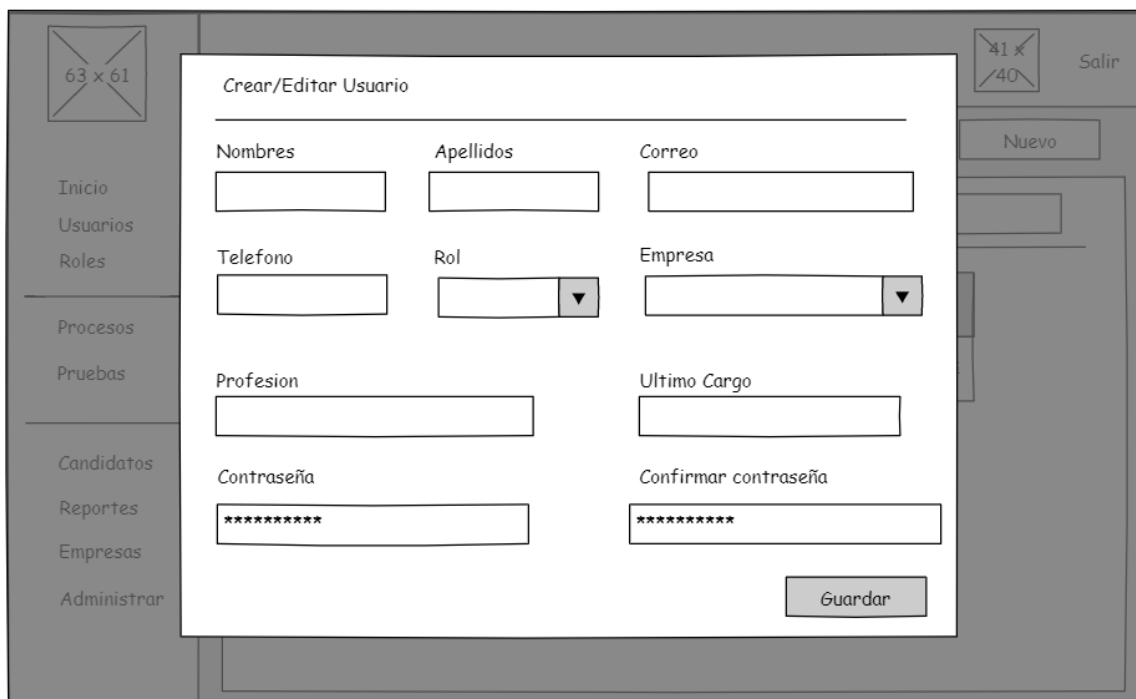 63 x 61
41 x
40
Salir
Nuevo
Inicio
Usuarios
Roles
Procesos
Pruebas
Candidatos
Reportes
Empresas
Administrar
Crear/Editar Usuario
Nombres Apellidos Correo
Telefono Rol Empresa
Profesion Ultimo Cargo
Contraseña Confirmar contraseña
********** **********
Guardar